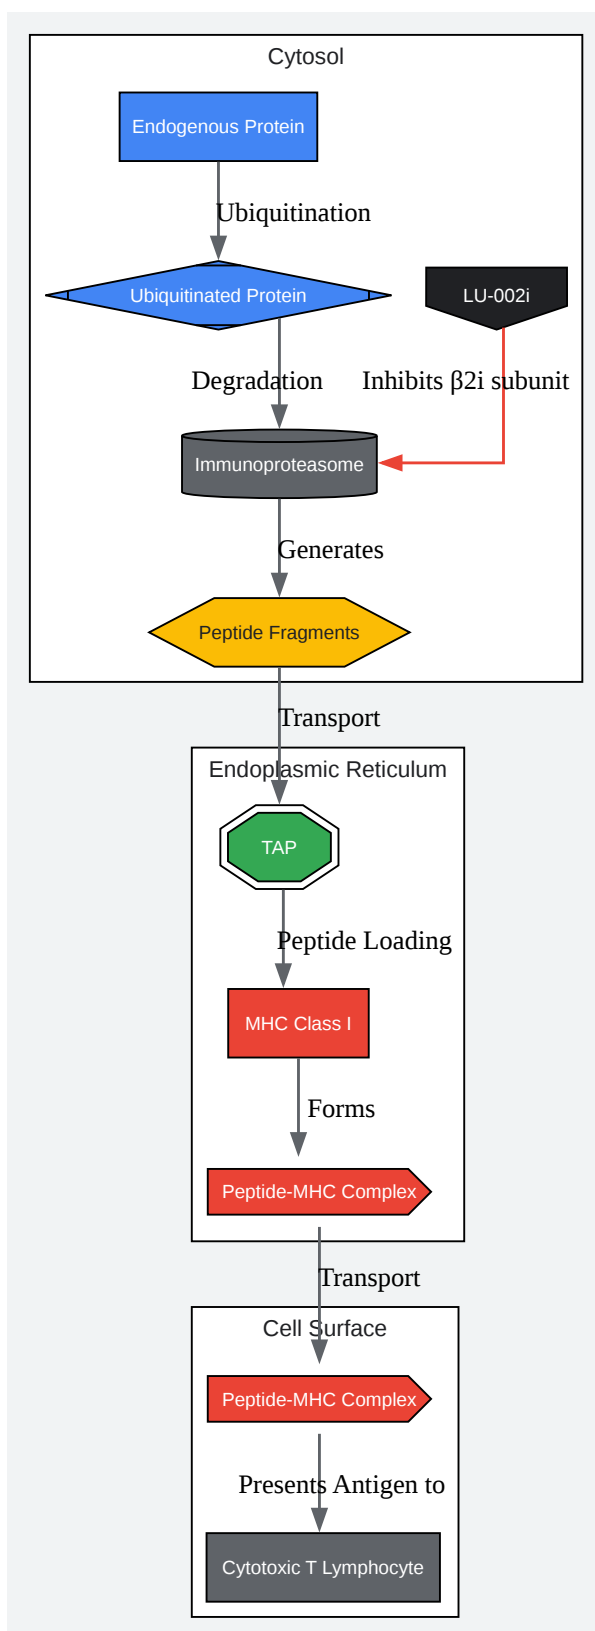 Cytosol
Endogenous Protein
Ubiquitination
Ubiquitinated Protein
LU-002i
Degradation
Inhibits β2i subunit
Immunoproteasome
Generates
Peptide Fragments
Transport
Endoplasmic Reticulum
TAP
Peptide Loading
MHC Class I
Forms
Peptide-MHC Complex
Transport
Cell Surface
Peptide-MHC Complex
Presents Antigen to
Cytotoxic T Lymphocyte